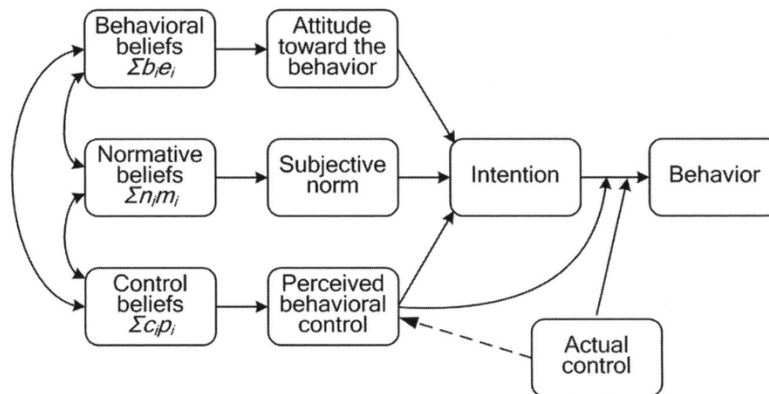 Behavioral
beliefs
Σbᵢeᵢ
Attitude
toward the
behavior
Normative
beliefs
Σnᵢmᵢ
Subjective
norm
Intention
Behavior
Control
beliefs
Σcᵢpᵢ
Perceived
behavioral
control
Actual
control